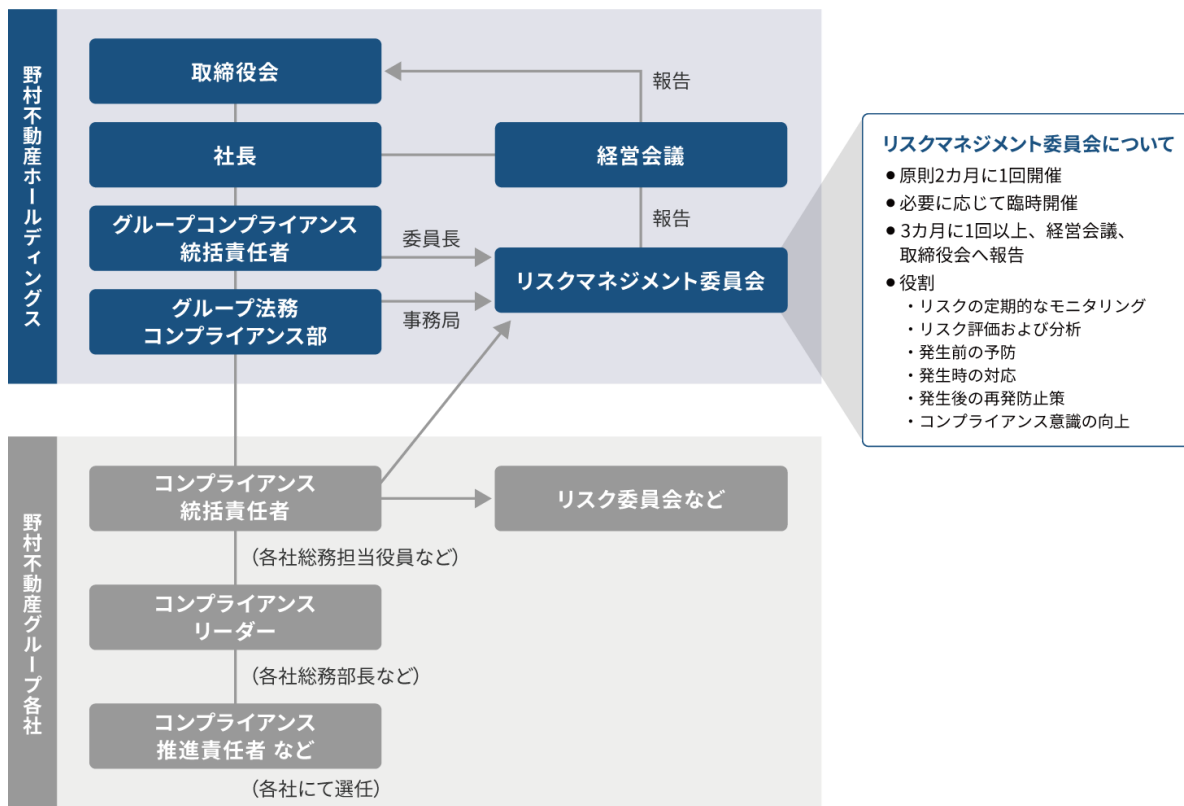 野村不動産ホールディングス
取締役会
報告
社長
経営会議
グループコンプライアンス
統括責任者
委員長
報告
リスクマネジメント委員会
グループ法務
コンプライアンス部
事務局
リスクマネジメント委員会について
●原則2カ月に1回開催
●必要に応じて臨時開催
●3カ月に1回以上、経営会議、
取締役会へ報告
●役割
・リスクの定期的なモニタリング
・リスク評価および分析
・発生前の予防
・発生時の対応
・発生後の再発防止策
・コンプライアンス意識の向上
野村不動産グループ各社
コンプライアンス
統括責任者
リスク委員会など
（各社総務担当役員など）
コンプライアンス
リーダー
（各社総務部長など）
コンプライアンス
推進責任者 など
（各社にて選任）